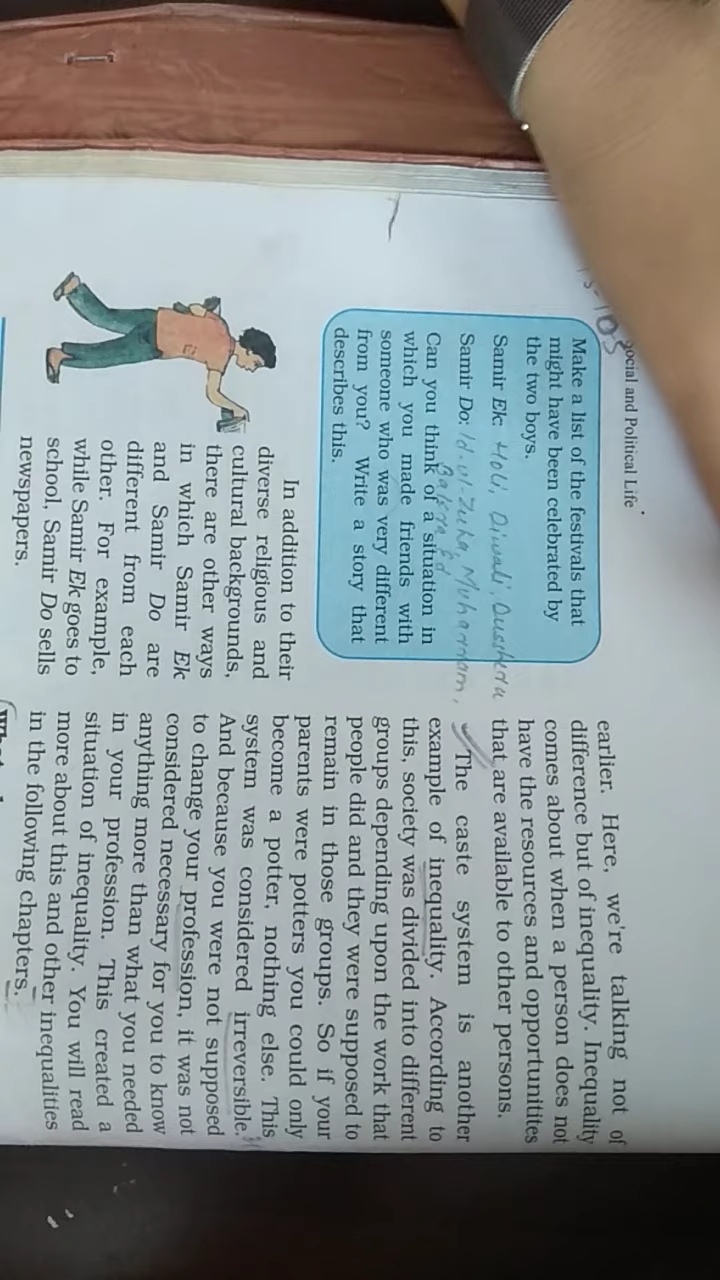 ocial and Political Life
105
Make a list of the festivals that
might have been celebrated by
the two boys.
Samir Ek: Holi, Diwali, Dusshera
Samir Do: Id-ul-Zuha, Muharram,
Bakra Ed
Can you think of a situation in
which you made friends with
someone who was very different
from you? Write a story that
describes this.
In addition to their
diverse religious and
cultural backgrounds,
there are other ways
in which Samir Ek
and Samir Do are
different from each
other. For example,
while Samir Ek goes to
school, Samir Do sells
newspapers.
earlier. Here, we're talking not of
difference but of inequality. Inequality
comes about when a person does not
have the resources and opportunitites
that are available to other persons.
The caste system is another
example of inequality. According to
this, society was divided into different
groups depending upon the work that
people did and they were supposed to
remain in those groups. So if your
parents were potters you could only
become a potter, nothing else. This
system was considered irreversible.
And because you were not supposed
to change your profession, it was not
considered necessary for you to know
anything more than what you needed
in your profession. This created a
situation of inequality. You will read
more about this and other inequalities
in the following chapters.